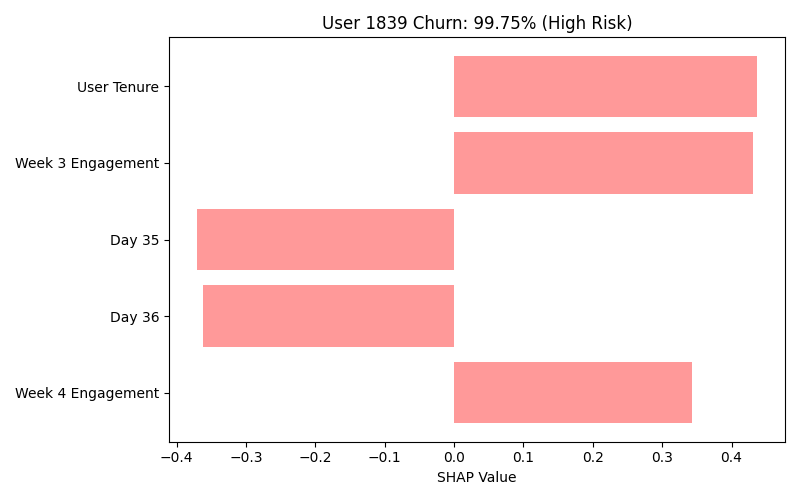 User 1839 Churn: 99.75% (High Risk)
User Tenure
Week 3 Engagement
Day 35
Day 36
Week 4 Engagement
−0.4 −0.3 −0.2 −0.1 0.0 0.1 0.2 0.3 0.4
SHAP Value